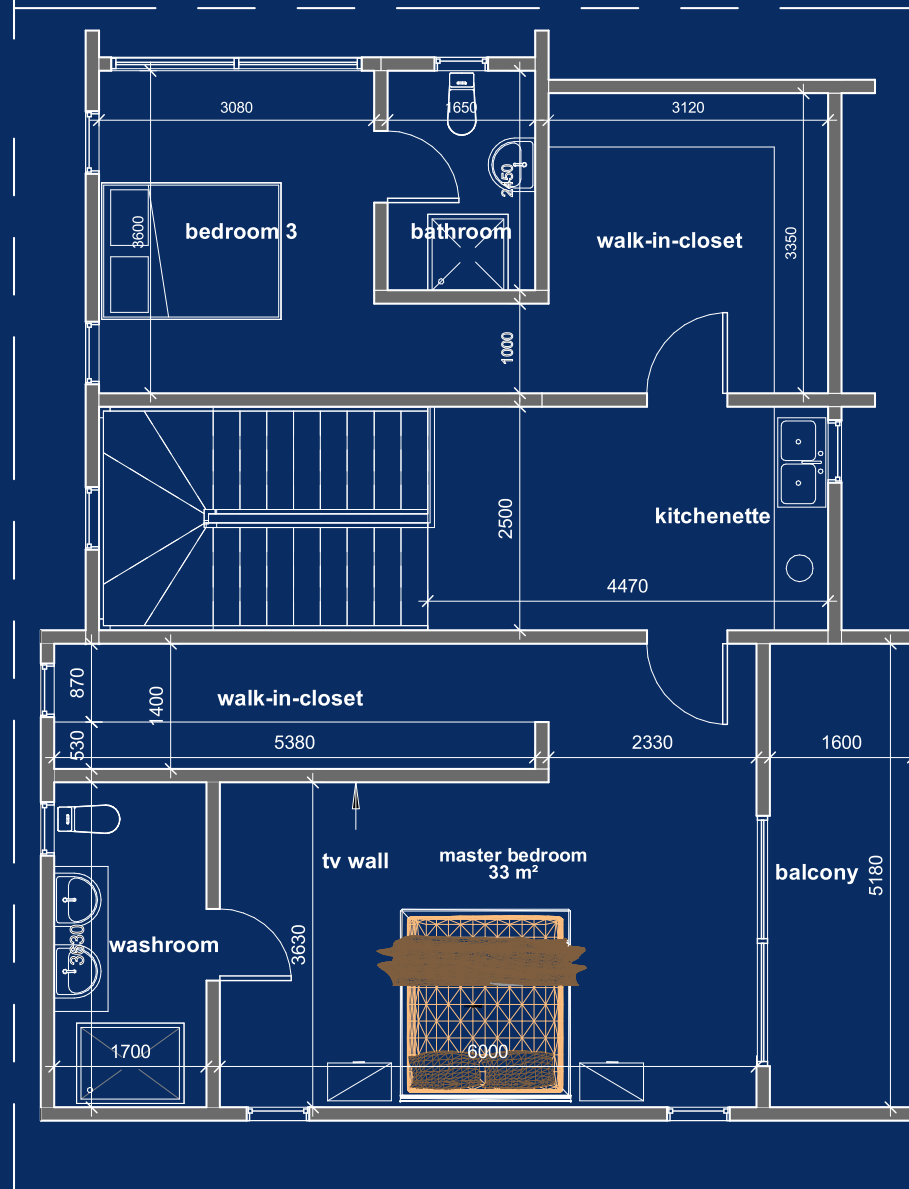 3080
1650
3120
2450
3600
bedroom 3
bathroom
walk-in-closet
3350
1000
2500
kitchenette
4470
870
1400
walk-in-closet
530
5380
2330
1600
tv wall
master bedroom
33 m²
balcony
5180
washroom
3630
3630
1700
6000